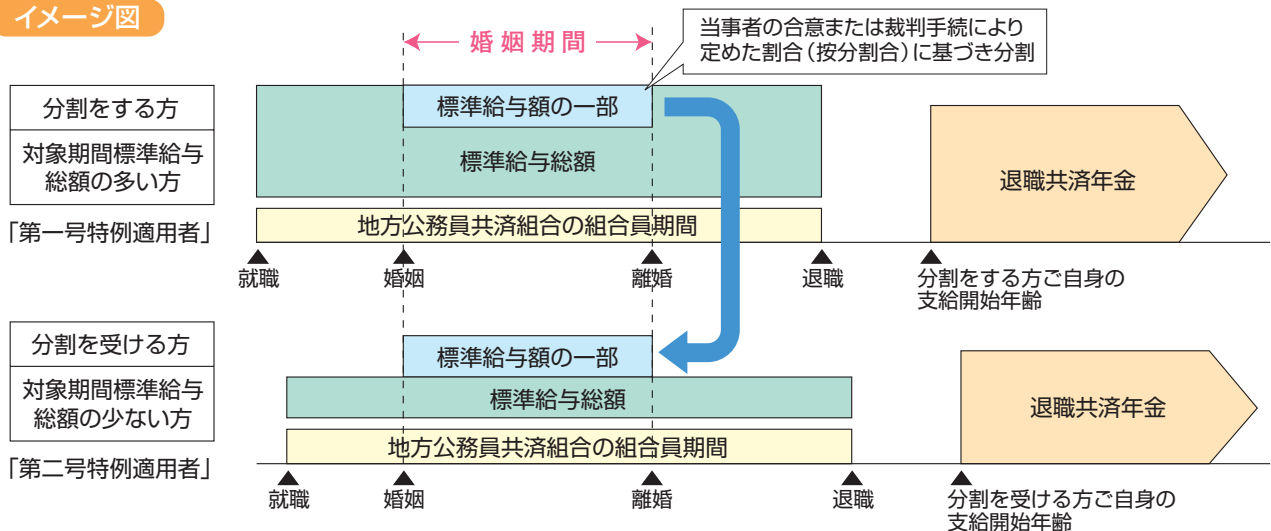 イメージ図
婚姻期間
当事者の合意または裁判手続により
定めた割合（按分割合）に基づき分割
分割をする方
対象期間標準給与
総額の多い方
「第一号特例適用者」
標準給与額の一部
標準給与総額
地方公務員共済組合の組合員期間
退職共済年金
就職
婚姻
離婚
退職
分割をする方ご自身の
支給開始年齢
分割を受ける方
対象期間標準給与
総額の少ない方
「第二号特例適用者」
標準給与額の一部
標準給与総額
地方公務員共済組合の組合員期間
退職共済年金
就職
婚姻
離婚
退職
分割を受ける方ご自身の
支給開始年齢